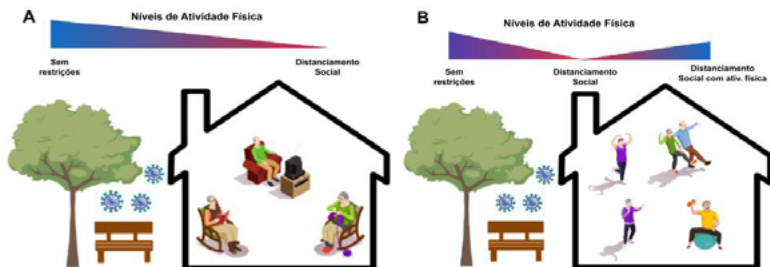 A
Níveis de Atividade Física
Sem
restrições
Distanciamento
Social
B
Níveis de Atividade Física
Sem
restrições
Distanciamento
Social
Distanciamento
Social com ativ. física